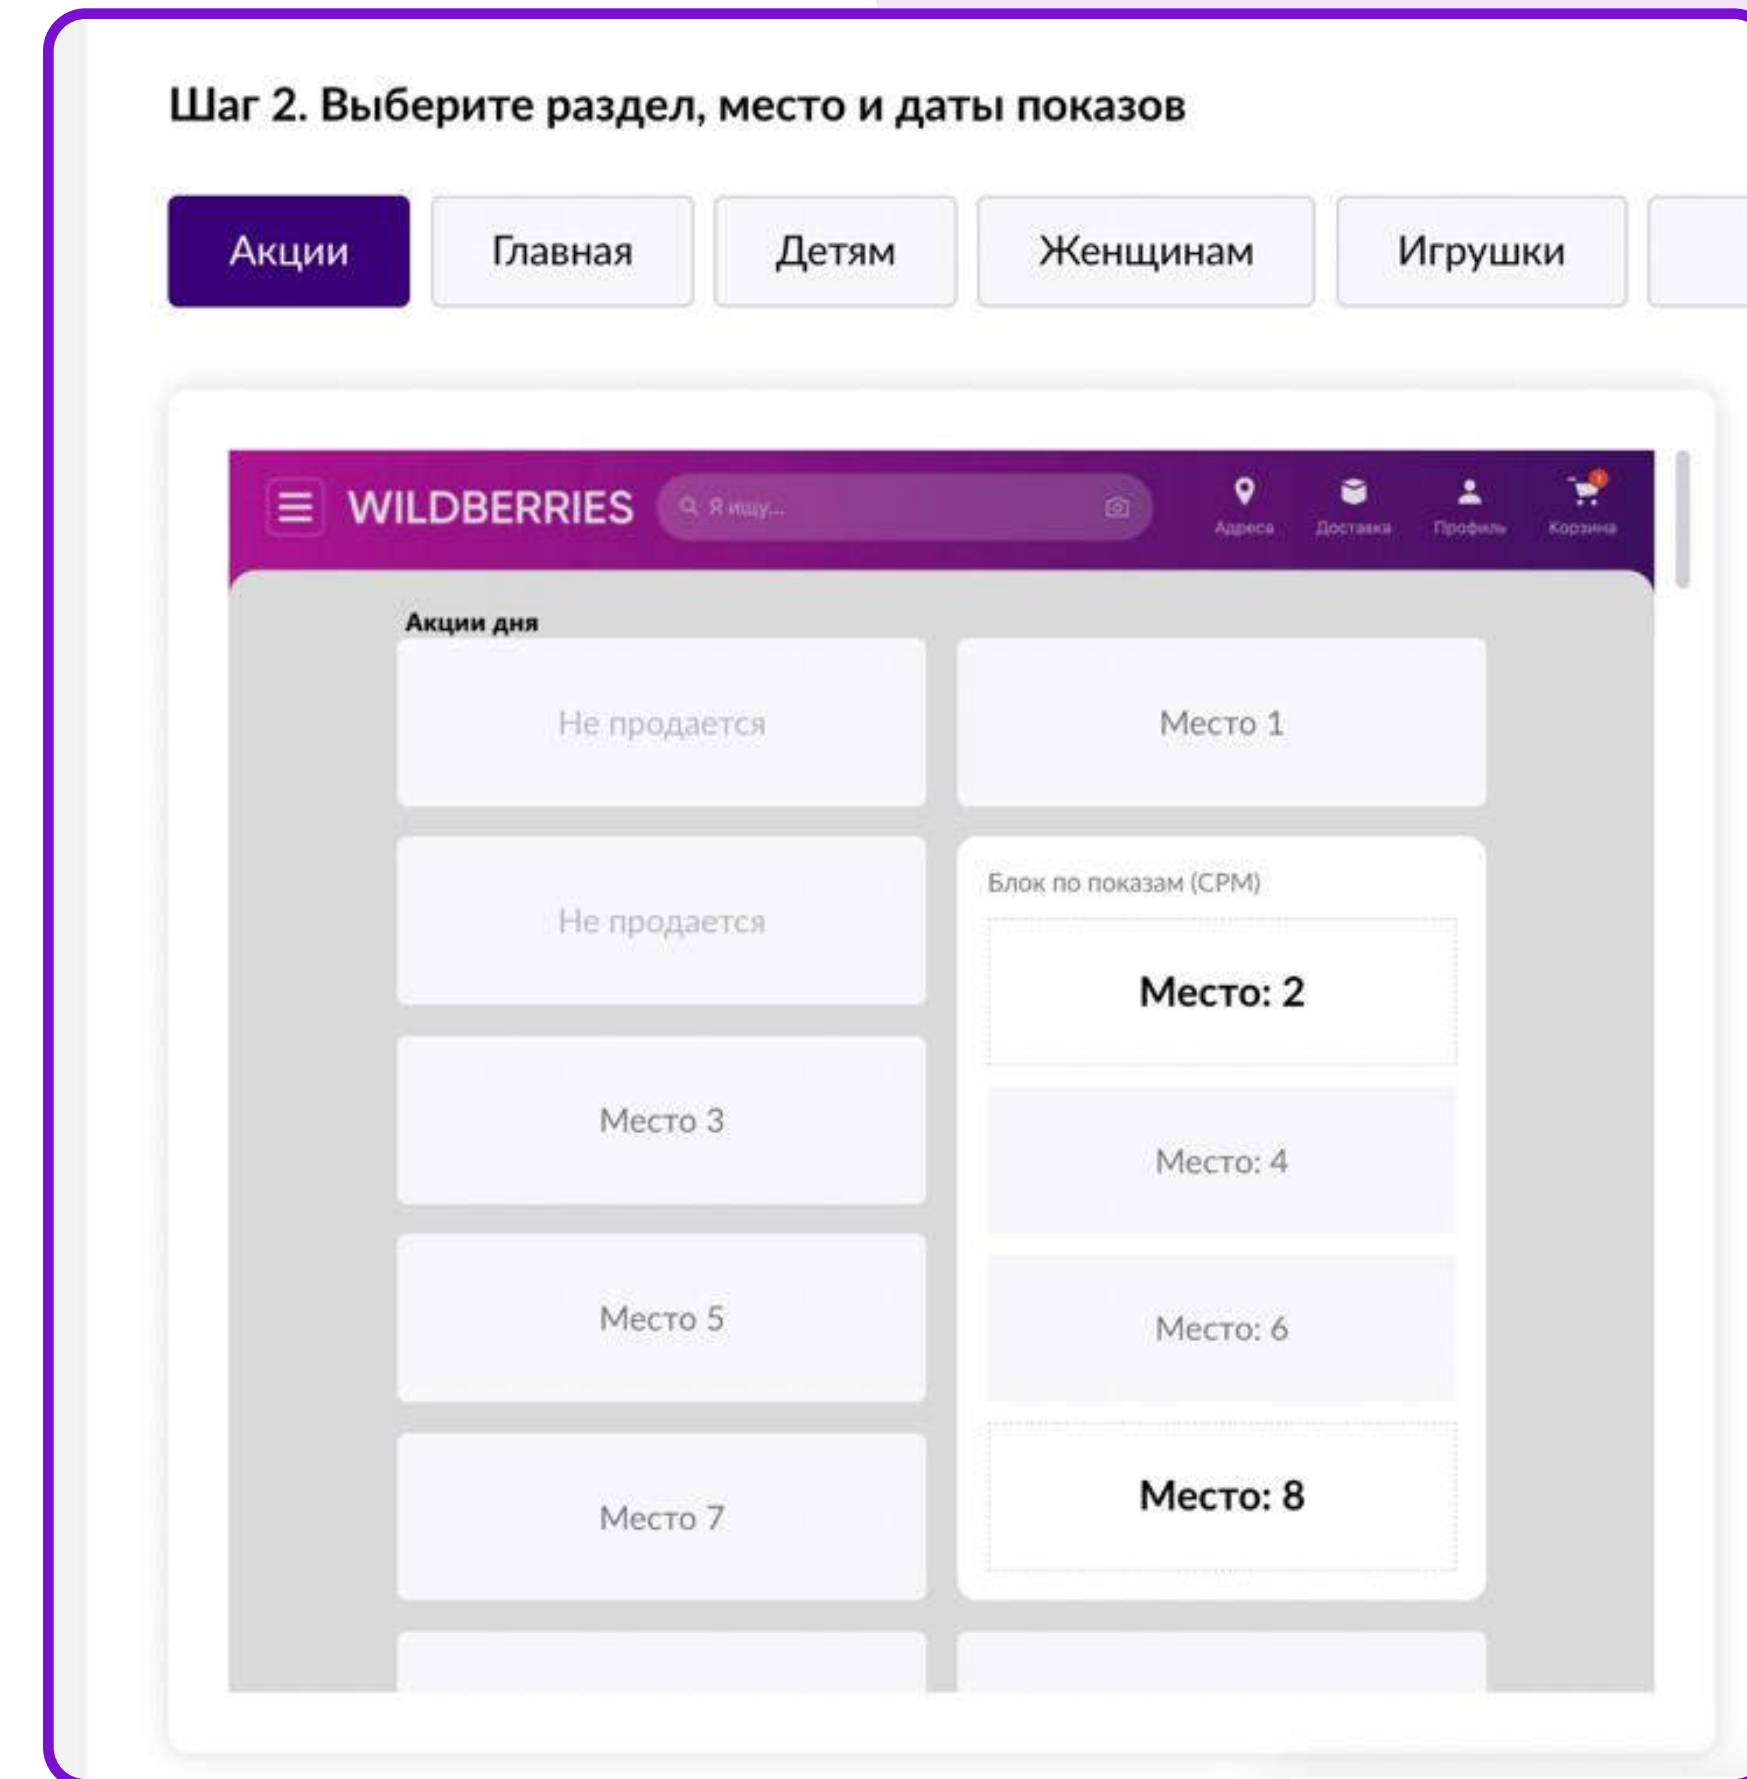 Шаг 2. Выберите раздел, место и даты показов
Акции
Главная
Детям
Женщинам
Игрушки
WILDBERRIES
Я ищу...
Адреса
Доставка
Профиль
Корзина
1
Акции дня
Не продается
Место 1
Не продается
Блок по показам (CPM)
Место: 2
Место 3
Место: 4
Место 5
Место: 6
Место 7
Место: 8